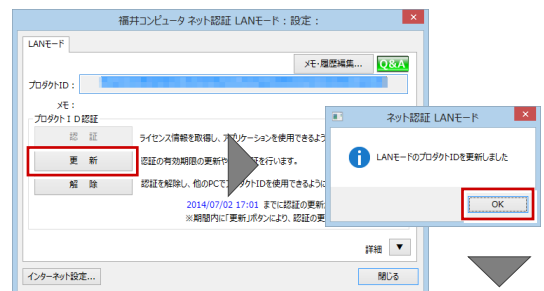 福井コンピュータ ネット認証 LANモード：設定：
LANモード
メモ・履歴編集...
Q&A
プロダクトID：
メモ：
プロダクトＩＤ認証
認 証
ライセンス情報を取得し、アプリケーションを使用できるよう
更 新
認証の有効期限の更新や
証を行います。
解 除
認証を解除し、他のPCでプロダクトIDを使用できるように
2014/07/02 17:01 までに認証の更新
※期間内に「更新」ボタンにより、認証の更
詳細 ▼
インターネット設定...
閉じる
ネット認証 LANモード
LANモードのプロダクトIDを更新しました
OK